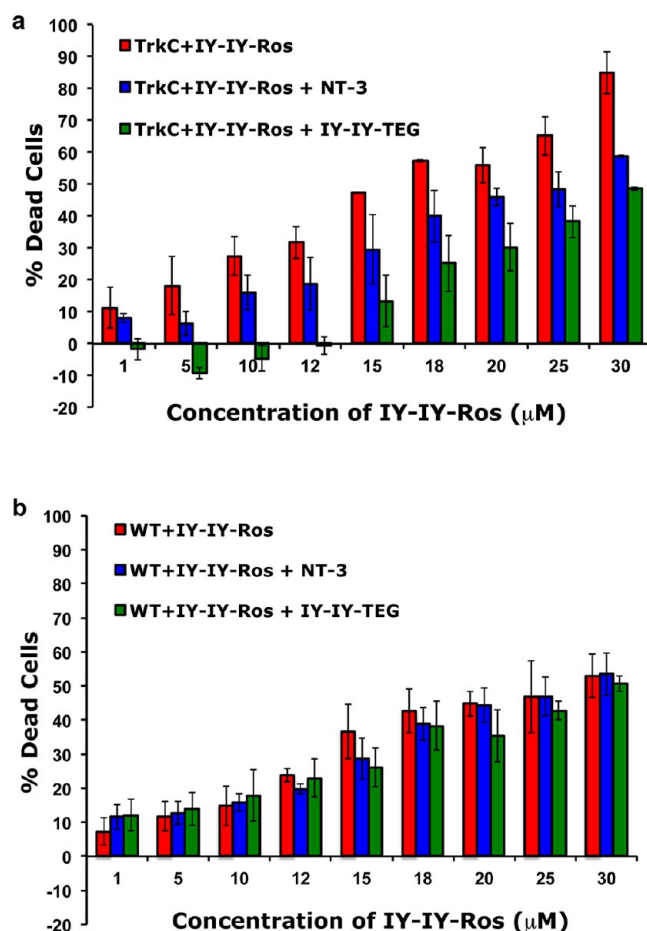 a
100
90
80
70
60
50
40
30
20
10
0
-10
-20
% Dead Cells
TrkC+IY-IY-Ros
TrkC+IY-IY-Ros + NT-3
TrkC+IY-IY-Ros + IY-IY-TEG
1 5 10 12 15 18 20 25 30
Concentration of IY-IY-Ros (μM)
b
100
90
80
70
60
50
40
30
20
10
0
-10
-20
% Dead Cells
WT+IY-IY-Ros
WT+IY-IY-Ros + NT-3
WT+IY-IY-Ros + IY-IY-TEG
1 5 10 12 15 18 20 25 30
Concentration of IY-IY-Ros (μM)